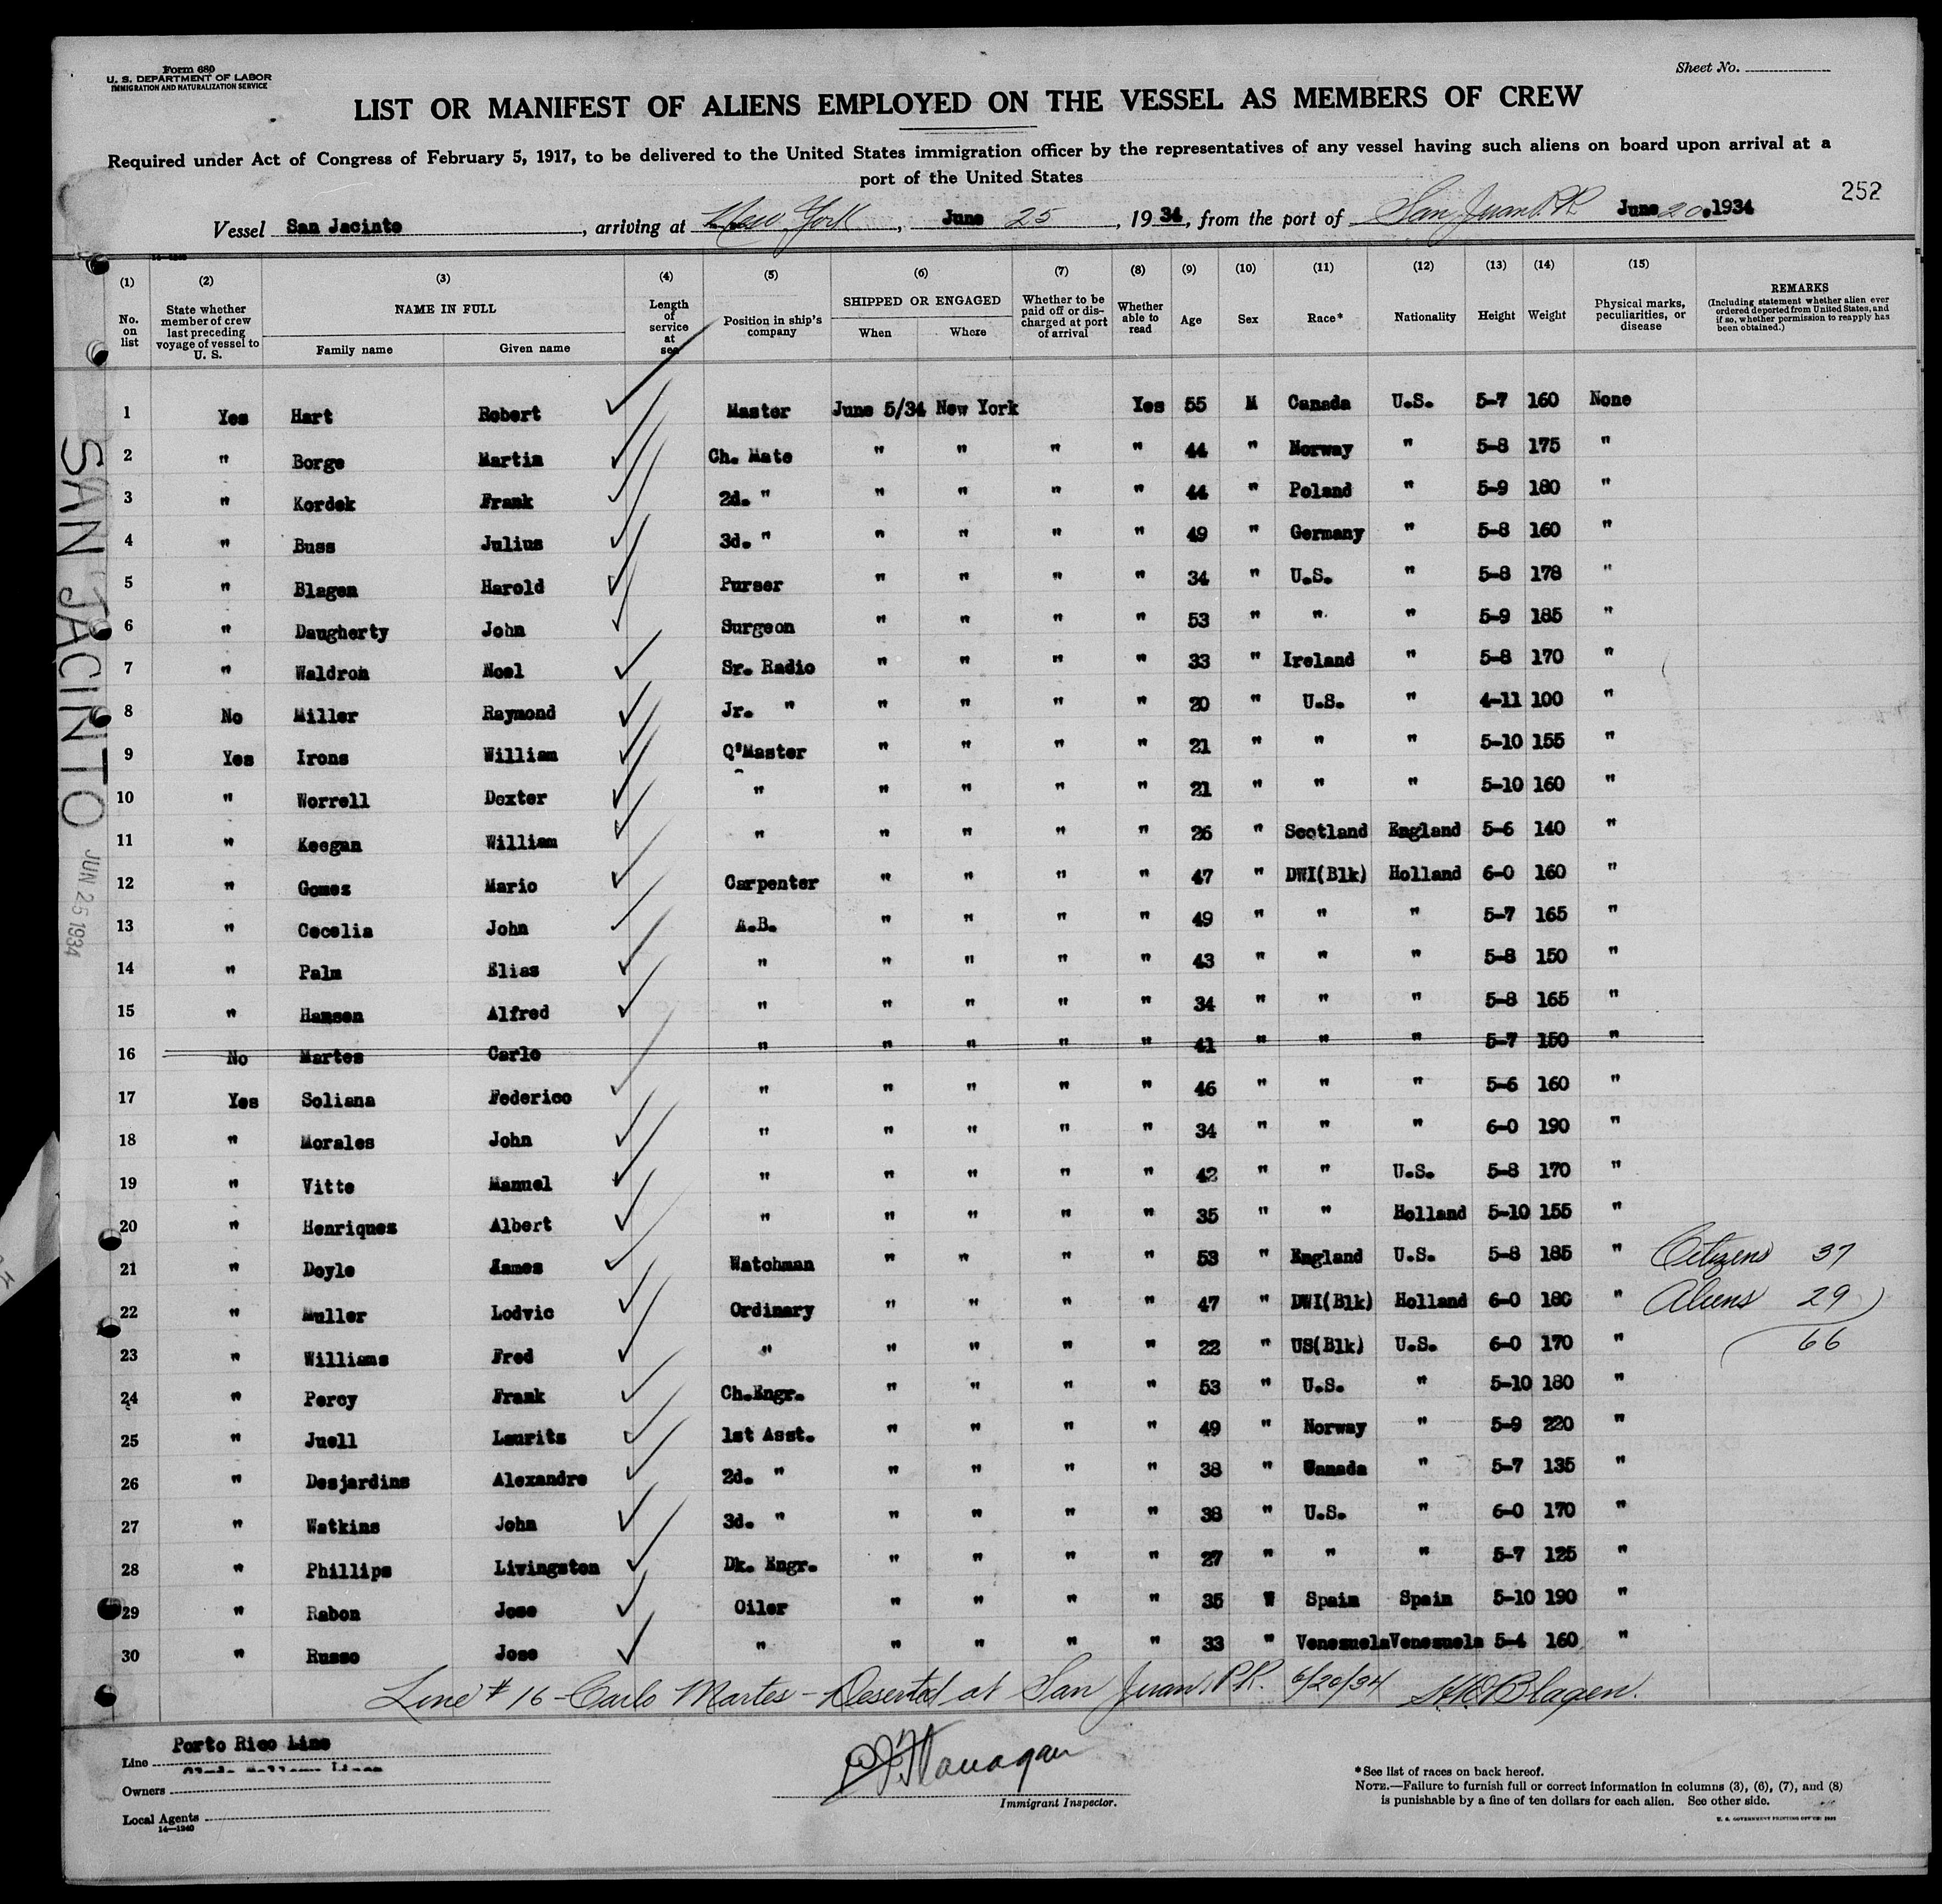 Form 680
U. S. DEPARTMENT OF LABOR
IMMIGRATION AND NATURALIZATION SERVICE
Sheet No.
LIST OR MANIFEST OF ALIENS EMPLOYED ON THE VESSEL AS MEMBERS OF CREW
Required under Act of Congress of February 5, 1917, to be delivered to the United States immigration officer by the representatives of any vessel having such aliens on board upon arrival at a
port of the United States
252
Vessel San Jacinto, arriving at New York, June 25, 1934, from the port of San Juan P.R. June 20, 1934
(1) (2) (3) (4) (5) (6) (7) (8) (9) (10) (11) (12) (13) (14) (15)
No. on list
State whether member of crew last preceding voyage of vessel to U. S.
NAME IN FULL
Family name Given name
Length of service at sea
Position in ship's company
SHIPPED OR ENGAGED
When Where
Whether to be paid off or discharged at port of arrival
Whether able to read
Age
Sex
Race*
Nationality
Height
Weight
Physical marks, peculiarities, or disease
REMARKS
(Including statement whether alien ever ordered deported from United States, and if so, whether permission to reapply has been obtained.)
1 Yes Hart Robert Master June 5/34 New York Yes 55 M Canada U.S. 5-7 160 None
2 " Borge Martin Ch. Mate " " " " 44 " Norway " 5-8 175 "
3 " Kordek Frank 2d. " " " " " 44 " Poland " 5-9 180 "
4 " Buss Julius 3d. " " " " " 49 " Germany " 5-8 160 "
5 " Blagen Harold Purser " " " " 34 " U.S. " 5-8 178 "
6 " Daugherty John Surgeon " " " " 53 " " " 5-9 185 "
7 " Waldron Noel Sr. Radio " " " " 33 " Ireland " 5-8 170 "
8 No Miller Raymond Jr. " " " " " 20 " U.S. " 4-11 100 "
9 Yes Irons William Q'Master " " " " 21 " " " 5-10 155 "
10 " Worrell Dexter " " " " " 21 " " " 5-10 160 "
11 " Keegan William " " " " " 26 " Scotland England 5-6 140 "
12 " Gomez Mario Carpenter " " " " 47 " DWI(Blk) Holland 6-0 160 "
13 " Cecelia John A.B. " " " " 49 " " " 5-7 165 "
14 " Palm Elias " " " " " 43 " " " 5-8 150 "
15 " Hansen Alfred " " " " " 34 " " " 5-8 165 "
16 No Martes Carlo " " " " " 41 " " " 5-7 150 "
17 Yes Soliana Federico " " " " " 46 " " " 5-6 160 "
18 " Morales John " " " " " 34 " " " 6-0 190 "
19 " Vitte Manuel " " " " " 42 " " U.S. 5-8 170 "
20 " Henriques Albert " " " " " 35 " " Holland 5-10 155 "
21 " Doyle James Watchman " " " " 53 " England U.S. 5-8 185 "
Citizens 37
22 " Muller Lodvic Ordinary " " " " 47 " DWI(Blk) Holland 6-0 180 "
Aliens 29
23 " Williams Fred " " " " " 22 " US(Blk) U.S. 6-0 170 "
66
24 " Percy Frank Ch.Engr. " " " " 53 " U.S. " 5-10 180 "
25 " Juell Laurits 1st Asst. " " " " 49 " Norway " 5-9 220 "
26 " Desjardins Alexandre 2d. " " " " " 38 " Canada " 5-7 135 "
27 " Watkins John 3d. " " " " " 38 " U.S. " 6-0 170 "
28 " Phillips Livingston Dk. Engr. " " " " 27 " " " 5-7 125 "
29 " Rabon Jose Oiler " " " " 35 W Spain Spain 5-10 190 "
30 " Russo Jose " " " " " 33 " Venezuela Venezuela 5-4 160 "
Line # 16 - Carlo Martes - Deserted at San Juan, P.R. 6/20/34 Blagen.
SAN JACINTO JUN 25 1934
Line Porto Rico Line
Owners
Local Agents
14—1240
Flanagan
Immigrant Inspector.
*See list of races on back hereof.
NOTE.—Failure to furnish full or correct information in columns (3), (6), (7), and (8)
is punishable by a fine of ten dollars for each alien. See other side.